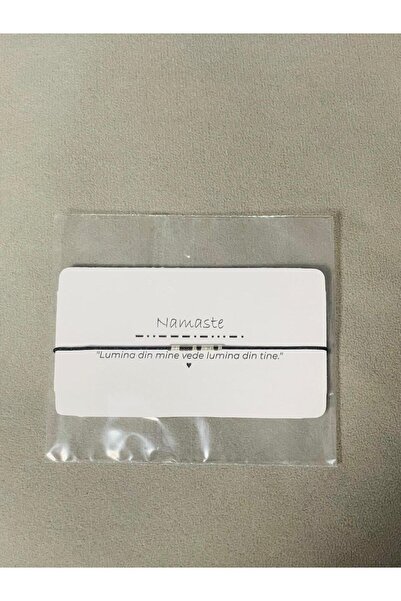 Namaste
"Lumina din mine vede lumina din tine."